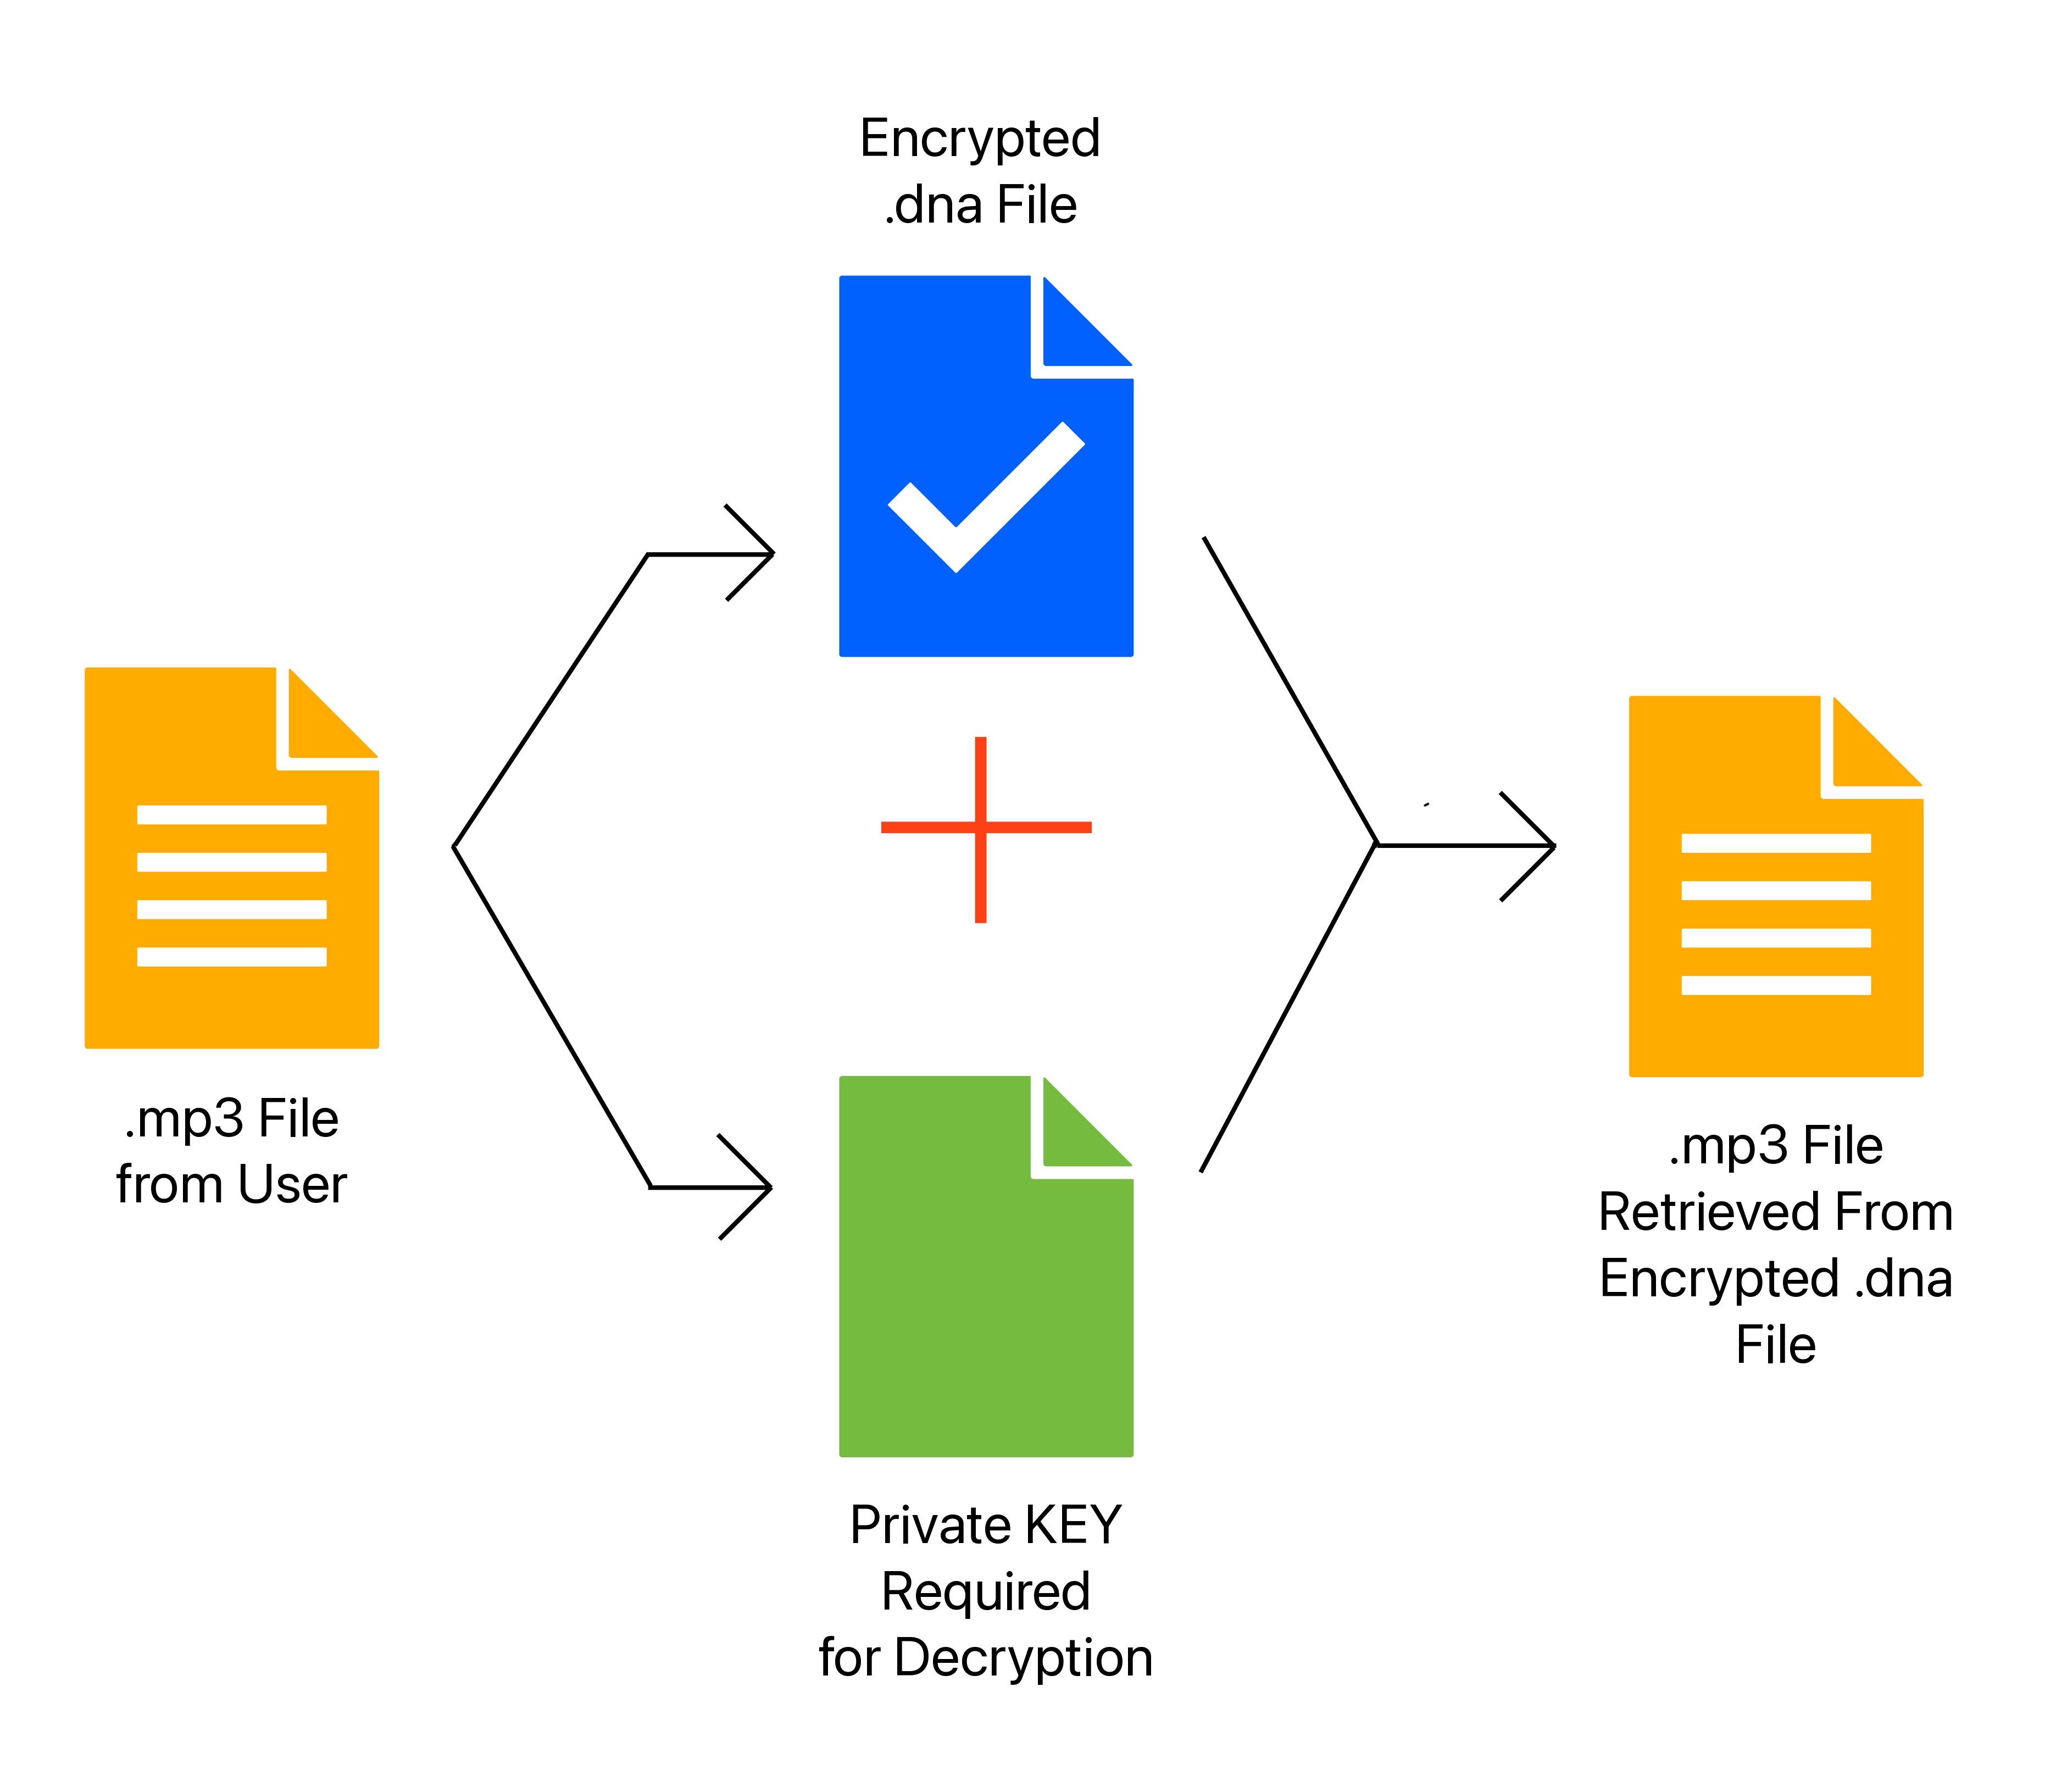 Encrypted
.dna File
.mp3 File
from User
.mp3 File
Retrieved From
Encrypted .dna
File
Private KEY
Required
for Decryption